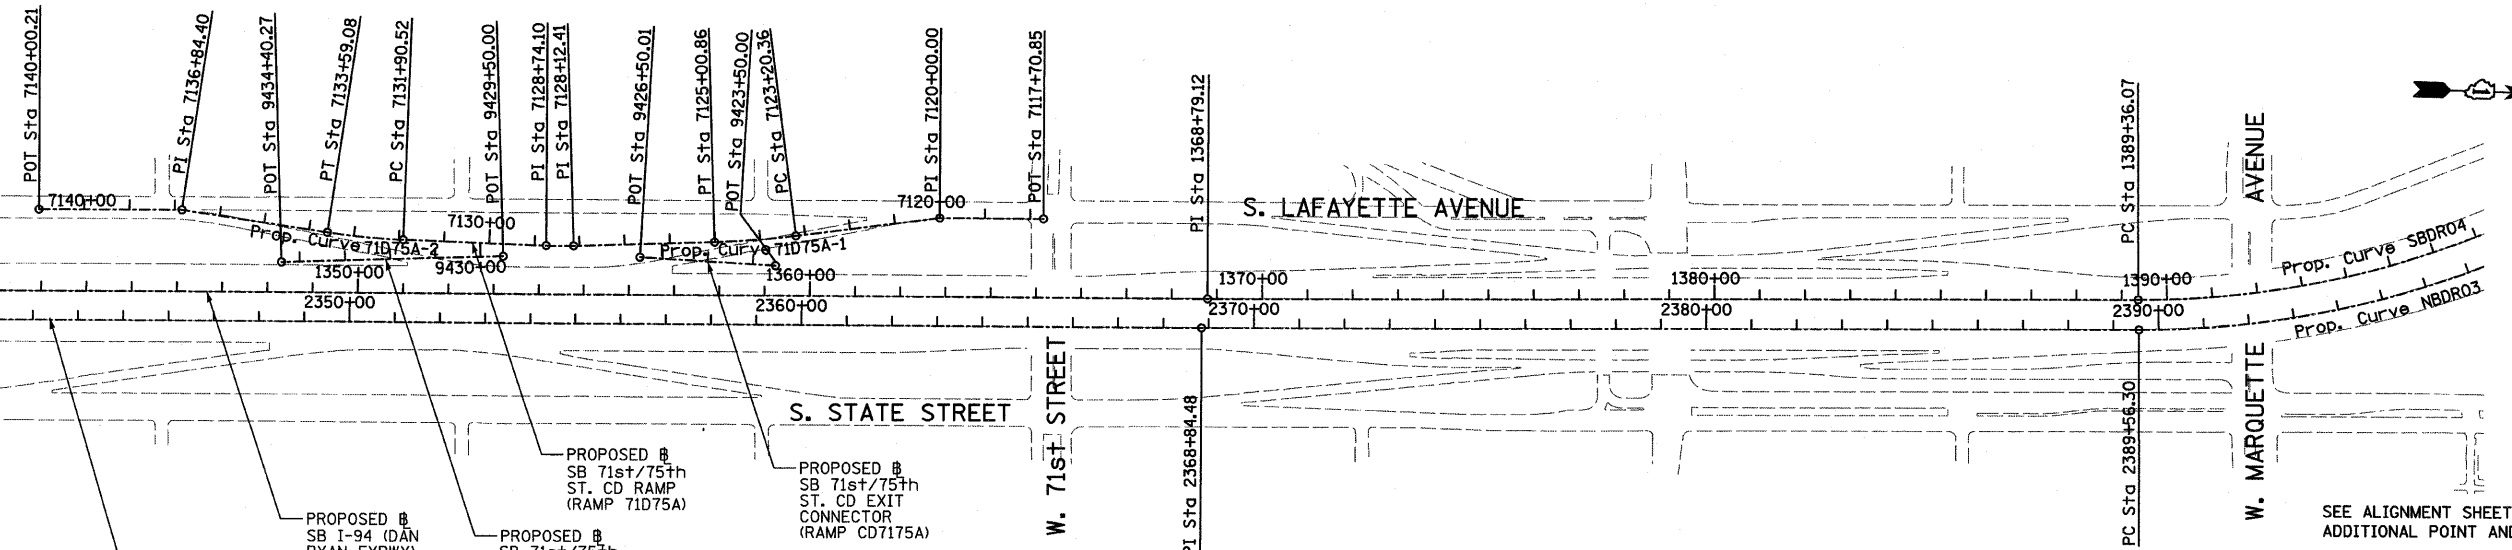 POT Sta 7140+00.21
PI Sta 7136+84.40
POT Sta 9434+40.27
PT Sta 7133+59.08
PC Sta 7131+90.52
POT Sta 9429+50.00
PI Sta 7128+74.10
PI Sta 7128+12.41
POT Sta 9426+50.01
PT Sta 7125+00.86
POT Sta 9423+50.00
PC Sta 7123+20.36
PI Sta 7120+00.00
POT Sta 7117+70.85
PI Sta 1368+79.12
PC Sta 1389+36.07
7140+00
7130+00
7120+00
Prop. Curve 71D75A-2
Prop. Curve 71D75A-1
9430+00
1350+00
1360+00
1370+00
1380+00
1390+00
2350+00
2360+00
2370+00
2380+00
2390+00
S. LAFAYETTE AVENUE
S. STATE STREET
W. 71st STREET
W. MARQUETTE AVENUE
Prop. Curve SBDR04
Prop. Curve NBDR03
PI Sta 2368+84.48
PC Sta 2389+56.30
PROPOSED ℄
SB I-94 (DAN
RYAN EXPWY)
PROPOSED ℄
SB 71st/75th
PROPOSED ℄
SB 71st/75th
ST. CD RAMP
(RAMP 71D75A)
PROPOSED ℄
SB 71st/75th
ST. CD EXIT
CONNECTOR
(RAMP CD7175A)
SEE ALIGNMENT SHEET
ADDITIONAL POINT AND